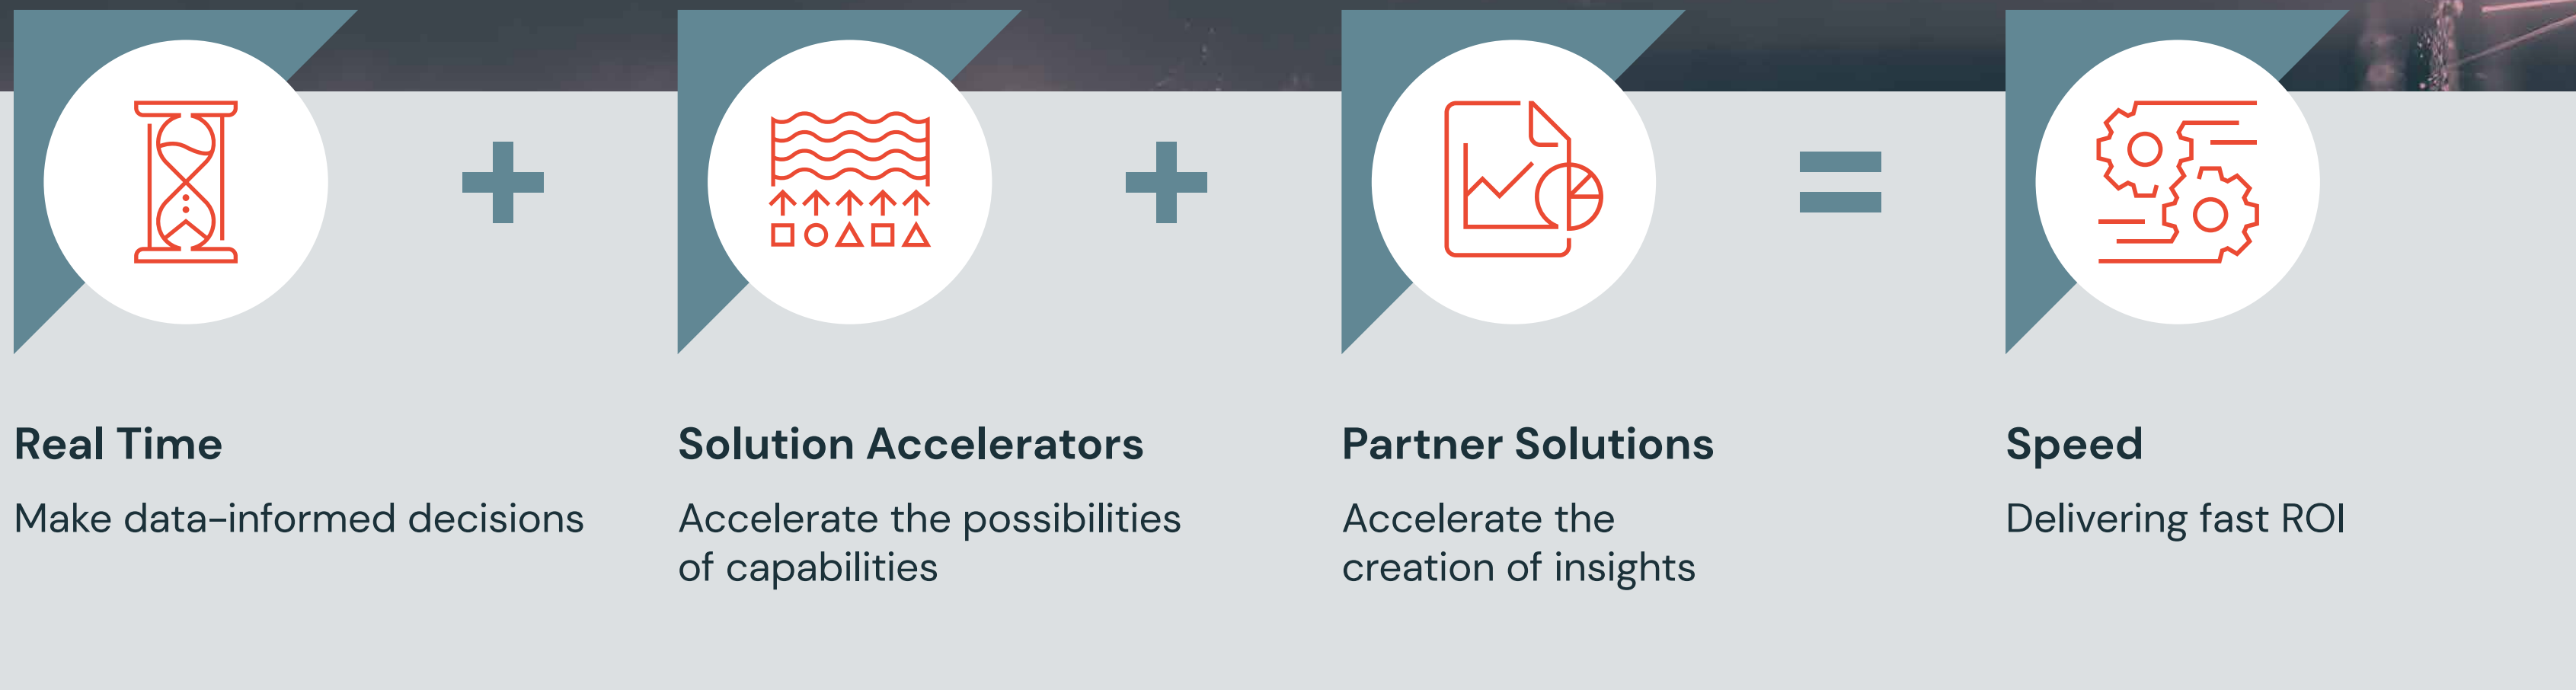 Real Time
Make data-informed decisions
Solution Accelerators
Accelerate the possibilities
of capabilities
Partner Solutions
Accelerate the
creation of insights
Speed
Delivering fast ROI